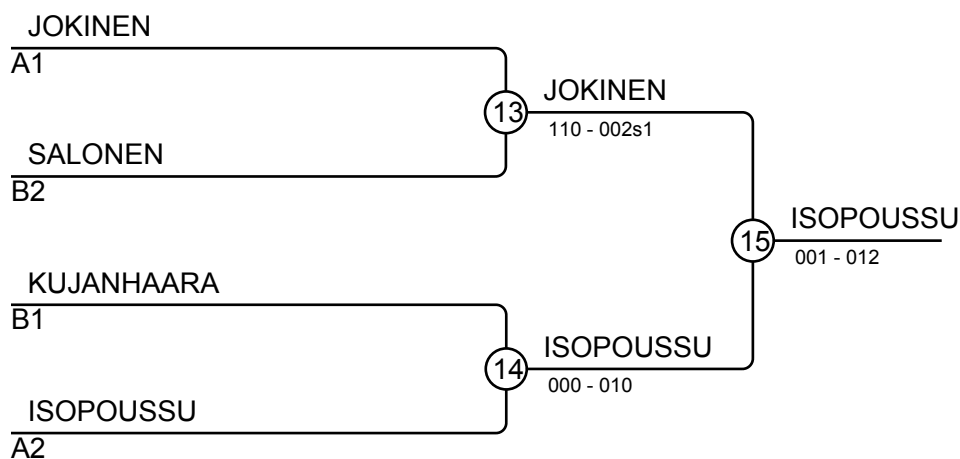 JOKINEN
A1
13
JOKINEN
110 - 002s1
SALONEN
B2
15
ISOPOUSSU
001 - 012
KUJANHAARA
B1
14
ISOPOUSSU
000 - 010
ISOPOUSSU
A2